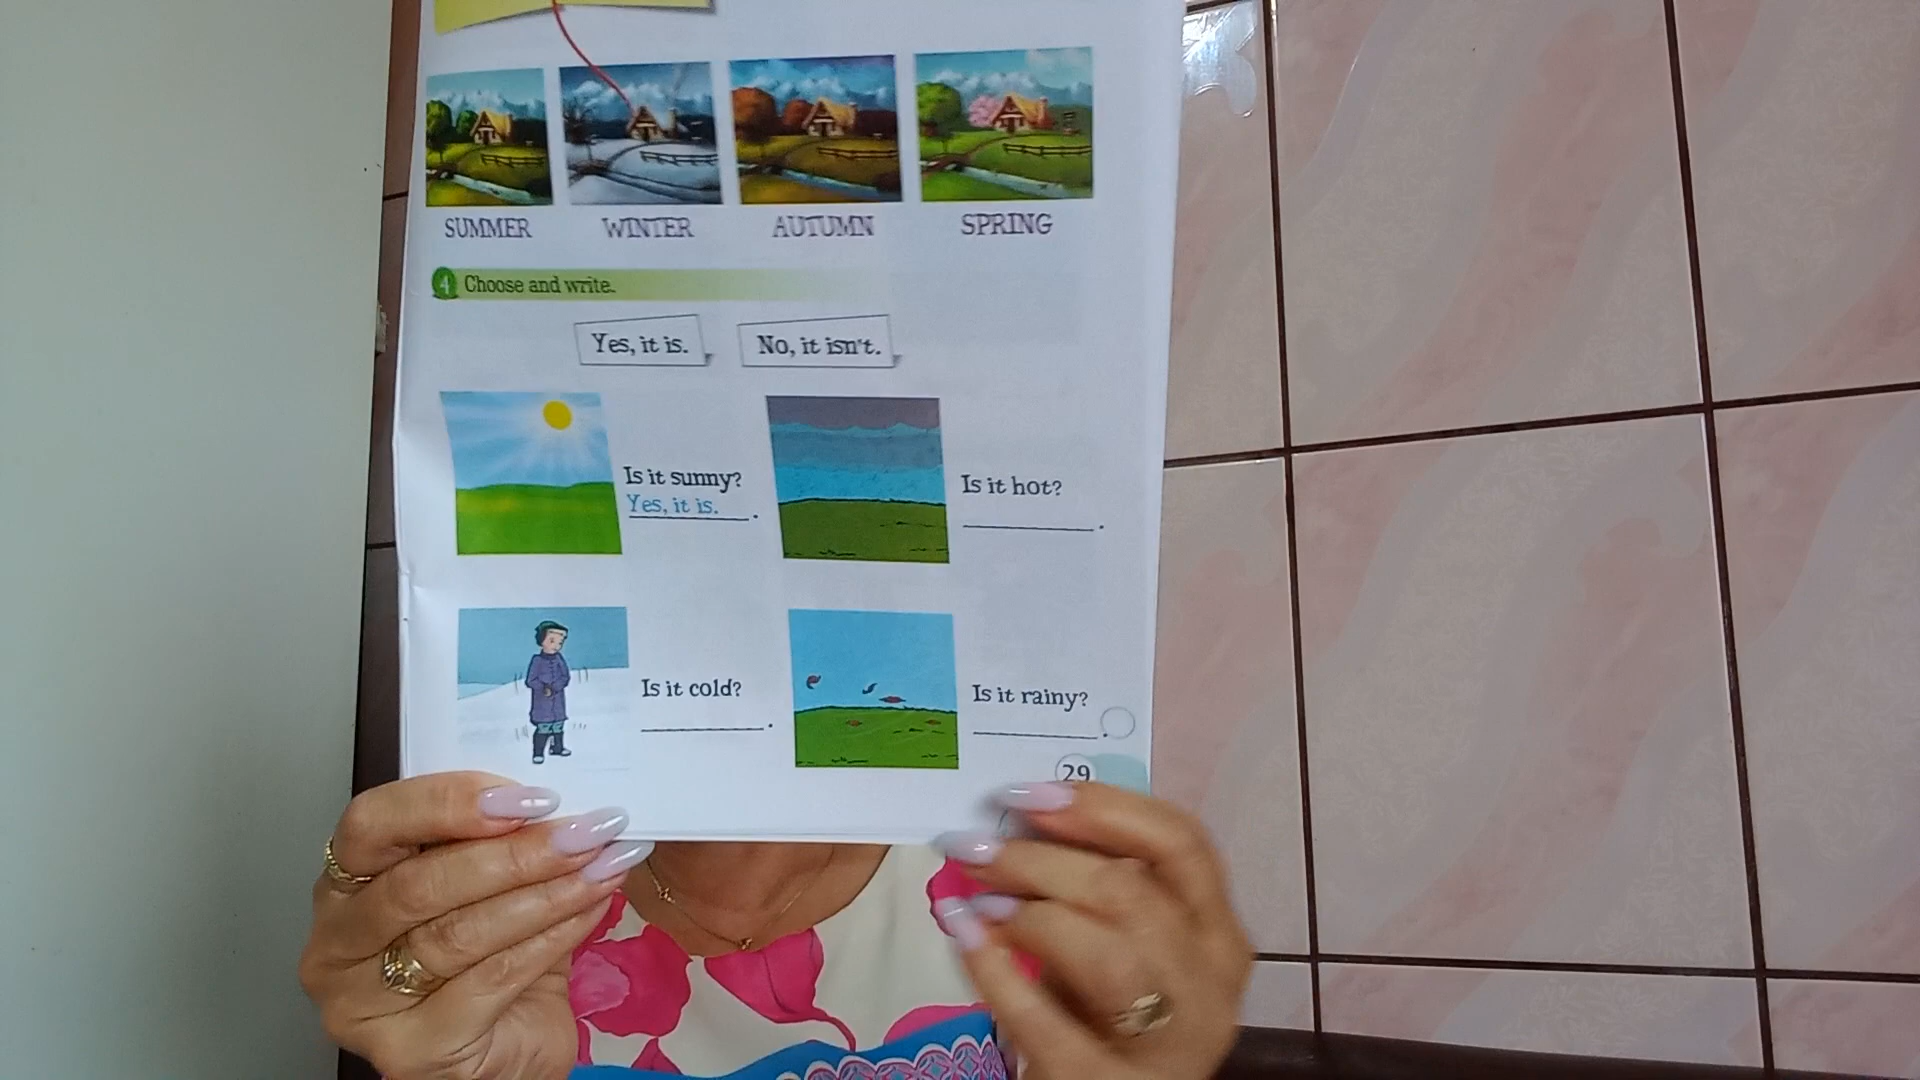 SUMMER WINTER AUTUMN SPRING
4 Choose and write.
Yes, it is. No, it isn't.
Is it sunny?
Yes, it is. .
Is it hot?
.
Is it cold?
.
Is it rainy?
.
29